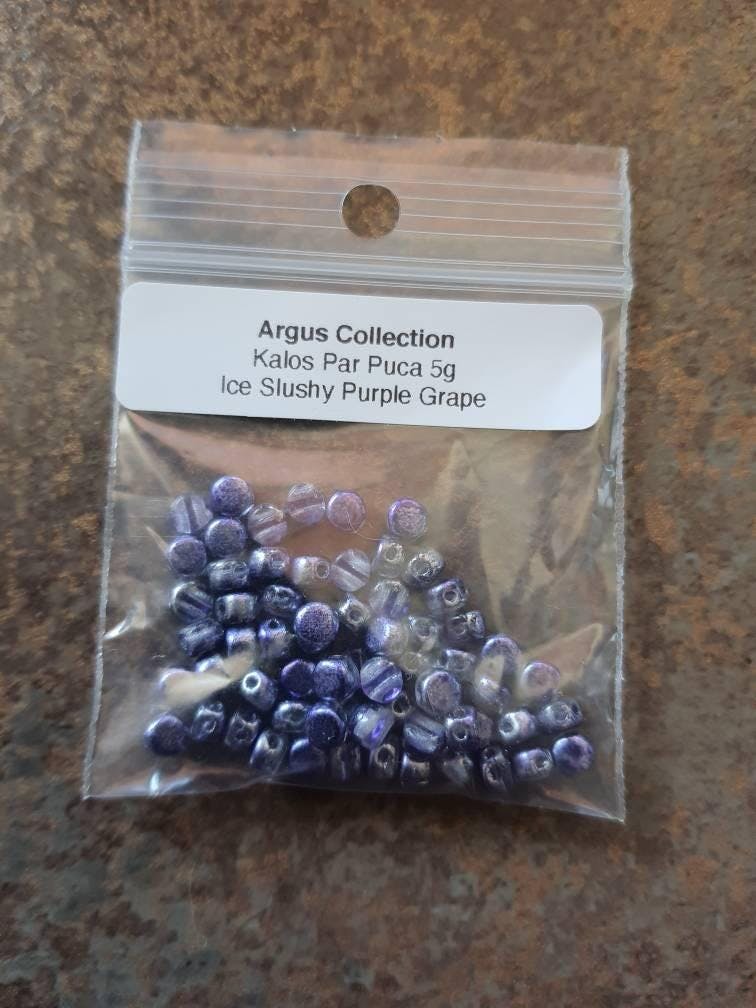 Argus Collection
Kalos Par Puca 5g
Ice Slushy Purple Grape